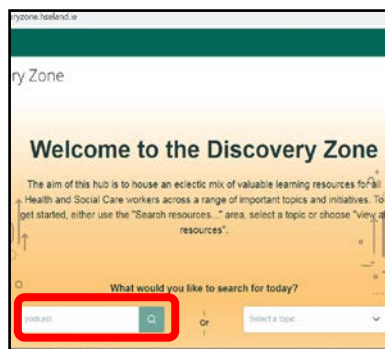 ryzone.hseland.ie
ry Zone
Welcome to the Discovery Zone
The aim of this hub is to house an eclectic mix of valuable learning resources for all
Health and Social Care workers across a range of important topics and initiatives. To
get started, either use the "Search resources..." area, select a topic or choose "view al
resources".
What would you like to search for today?
podcast
Or
Select a topic...